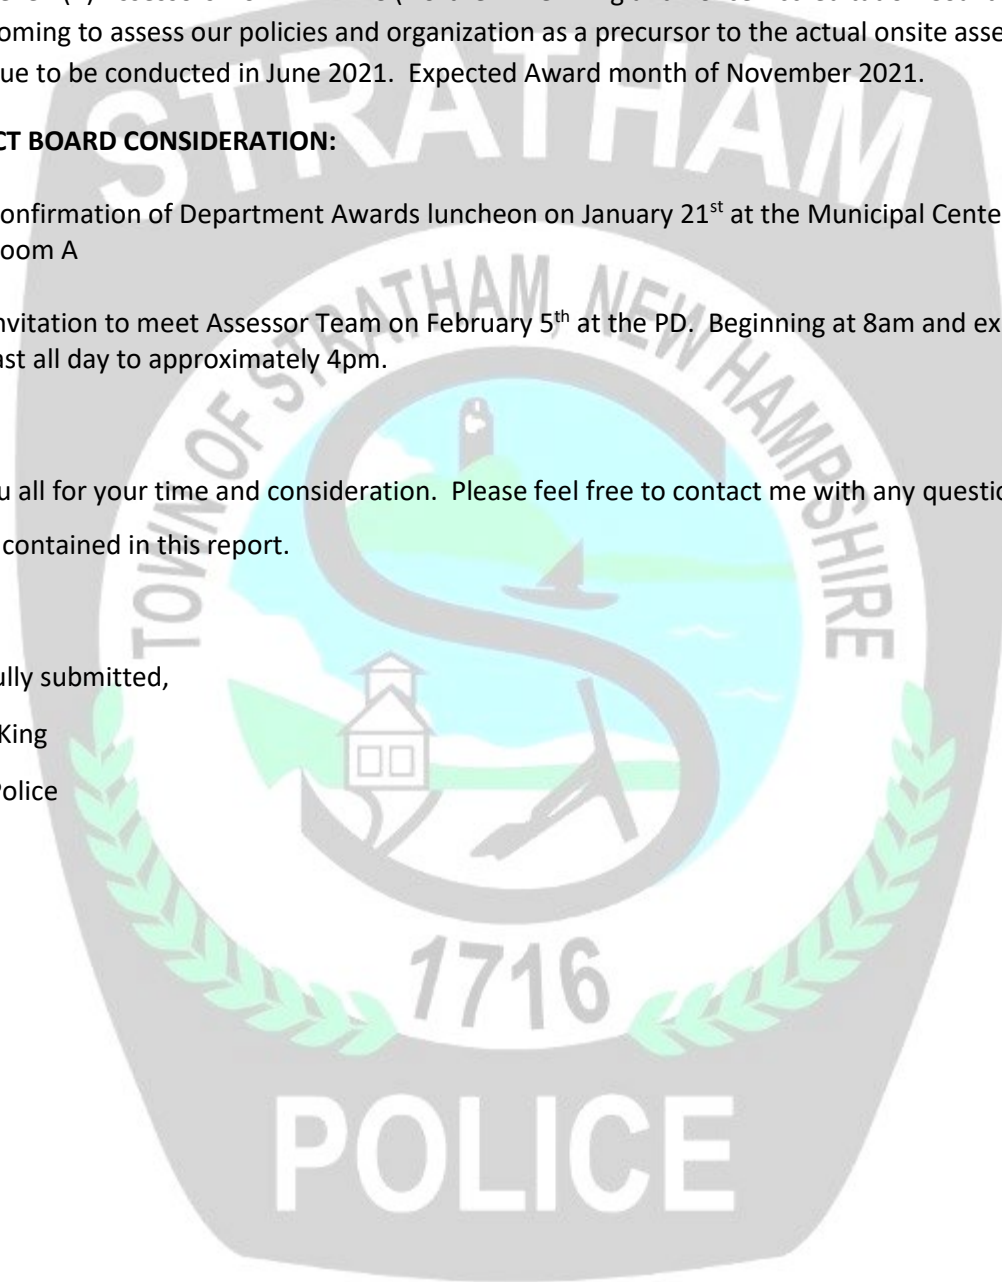 oming to assess our policies and organization as a precursor to the actual onsite asse
ue to be conducted in June 2021. Expected Award month of November 2021.
CT BOARD CONSIDERATION:
onfirmation of Department Awards luncheon on January 21st at the Municipal Cente
oom A
nvitation to meet Assessor Team on February 5th at the PD. Beginning at 8am and ex
ast all day to approximately 4pm.
u all for your time and consideration. Please feel free to contact me with any questio
contained in this report.
ully submitted,
King
Police
STRATHAM
TOWN OF STRATHAM, NEW HAMPSHIRE
1716
POLICE